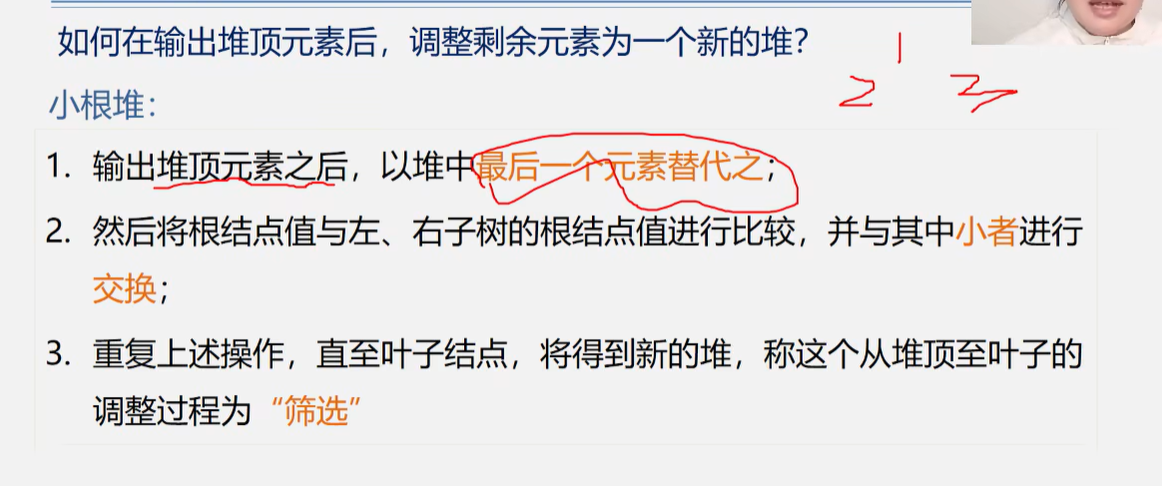 如何在输出堆顶元素后，调整剩余元素为一个新的堆？
1
2 3
小根堆：
1. 输出堆顶元素之后，以堆中最后一个元素替代之；
2. 然后将根结点值与左、右子树的根结点值进行比较，并与其中小者进行
交换；
3. 重复上述操作，直至叶子结点，将得到新的堆，称这个从堆顶至叶子的
调整过程为“筛选”